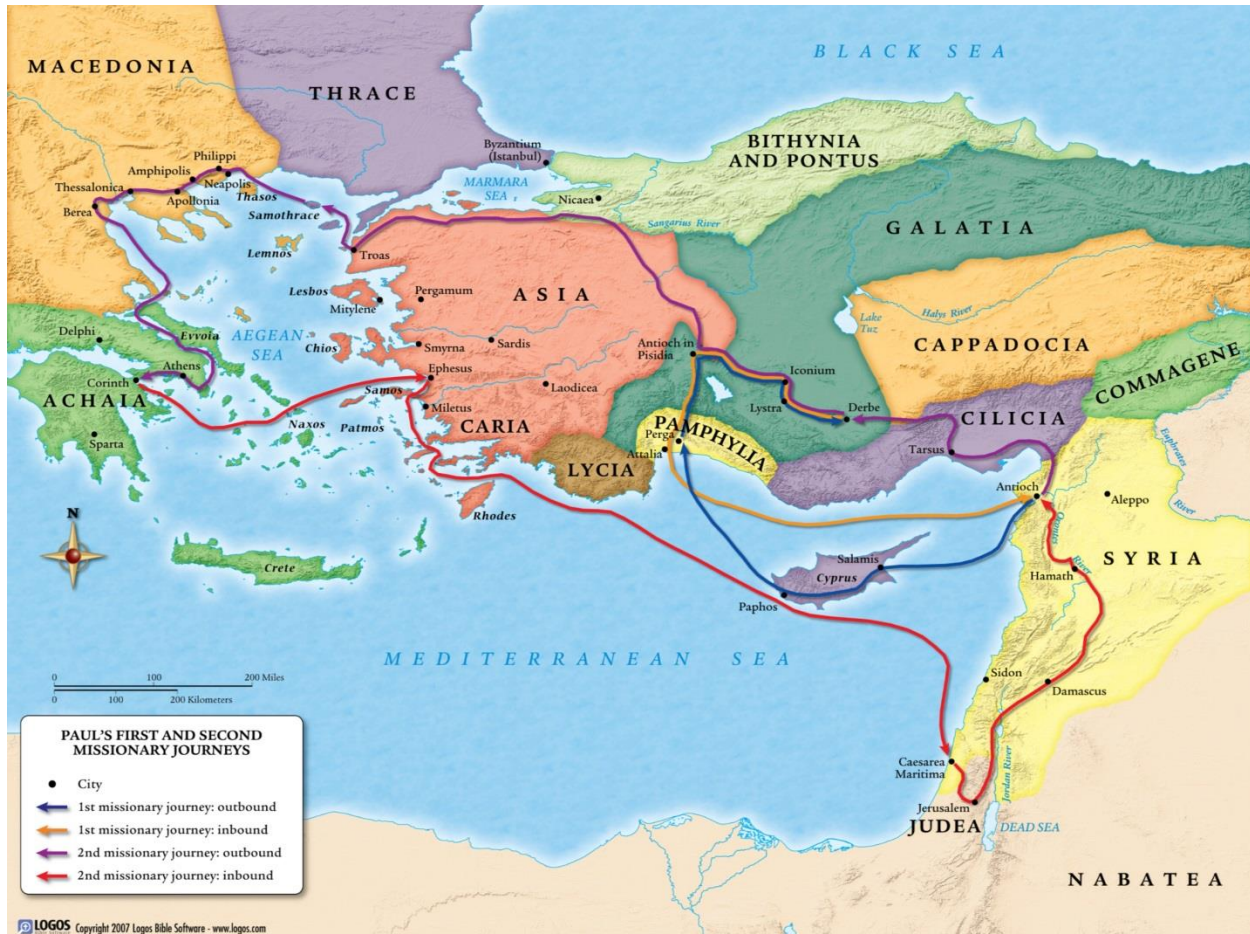 BLACK SEA
MACEDONIA
THRACE
BITHYNIA
AND PONTUS
Byzantium
(Istanbul)
MARMARA
SEA
Nicaea
Sangarius River
GALATIA
Philippi
Amphipolis
Neapolis
Thessalonica
Apollonia
Berea
Thasos
Samothrace
Lemnos
Troas
Lesbos
Mitylene
Pergamum
ASIA
Halys River
Lake
Tuz
CAPPADOCIA
COMMAGENE
Delphi
Evvoia
AEGEAN
SEA
Chios
Smyrna
Sardis
Antioch in
Pisidia
Iconium
Athens
Corinth
ACHAIA
Ephesus
Samos
Laodicea
Lystra
Derbe
CILICIA
Miletus
Naxos
Patmos
CARIA
Sparta
PAMPHYLIA
Perga
Attalia
LYCIA
Tarsus
Euphrates
River
Antioch
Aleppo
Rhodes
Orontes
River
SYRIA
N
Crete
Salamis
Cyprus
Paphos
Hamath
MEDITERRANEAN SEA
Sidon
Damascus
0 100 200 Miles
0 100 200 Kilometers
Caesarea
Maritima
Jordan River
Jerusalem
JUDEA
DEAD SEA
NABATEA
PAUL'S FIRST AND SECOND
MISSIONARY JOURNEYS
City
1st missionary journey: outbound
1st missionary journey: inbound
2nd missionary journey: outbound
2nd missionary journey: inbound
LOGOS Copyright 2007 Logos Bible Software - www.logos.com